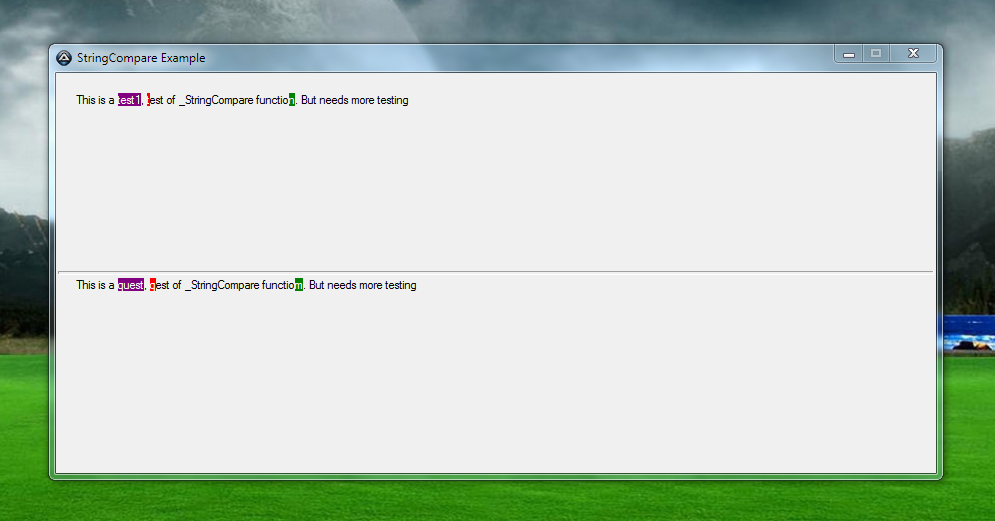 StringCompare Example
This is a test1, test of _StringCompare function. But needs more testing
This is a quest, gest of _StringCompare functiom. But needs more testing